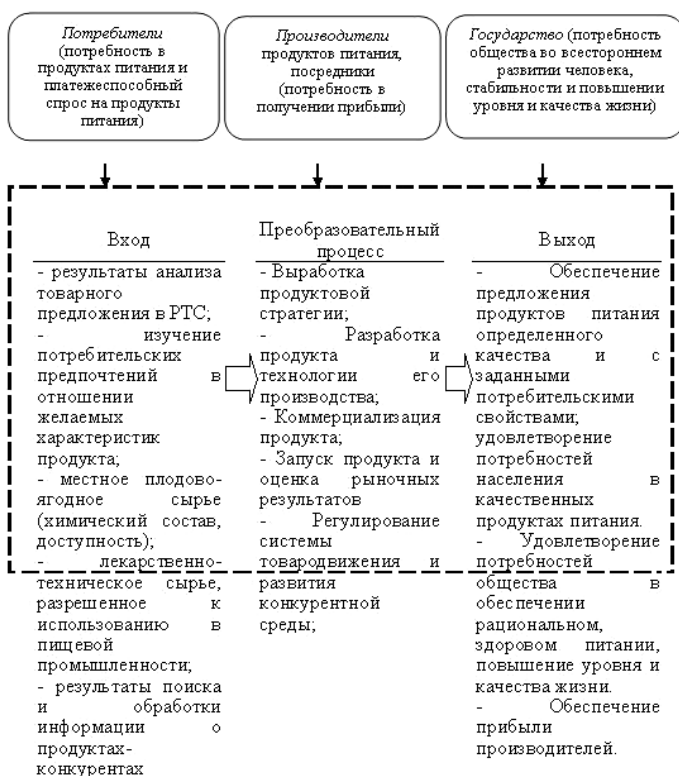 Потребители
(потребность в
продуктах питания и
платежеспособный
спрос на продукты
питания)
Производители
продуктов питания,
посредники
(потребность в
получении прибыли)
Государство (потребность
общества во всестороннем
развитии человека,
стабильности и повышении
уровня и качества жизни)
Вход
- результаты анализа
товарного
предложения в РТС;
- изучение
потребительских
предпочтений в
отношении
желаемых
характеристик
продукта;
- местное плодово-
ягодное сырье
(химический состав,
доступность);
- лекарственно-
техническое сырье,
разрешенное к
использованию в
пищевой
промышленности;
- результаты поиска
и обработки
информации о
продуктах-
конкурентах
Преобразовательный
процесс
- Выработка
продуктовой
стратегии;
- Разработка
продукта и
технологии его
производства;
- Коммерциализация
продукта;
- Запуск продукта и
оценка рыночных
результатов
- Регулирование
системы
товародвижения и
развития
конкурентной
среды;
Выход
- Обеспечение
предложения
продуктов питания
определенного
качества и с
заданными
потребительскими
свойствами;
удовлетворение
потребностей
населения в
качественных
продуктах питания.
- Удовлетворение
потребностей
общества в
обеспечении
рациональном,
здоровом питании,
повышение уровня и
качества жизни.
- Обеспечение
прибыли
производителей.